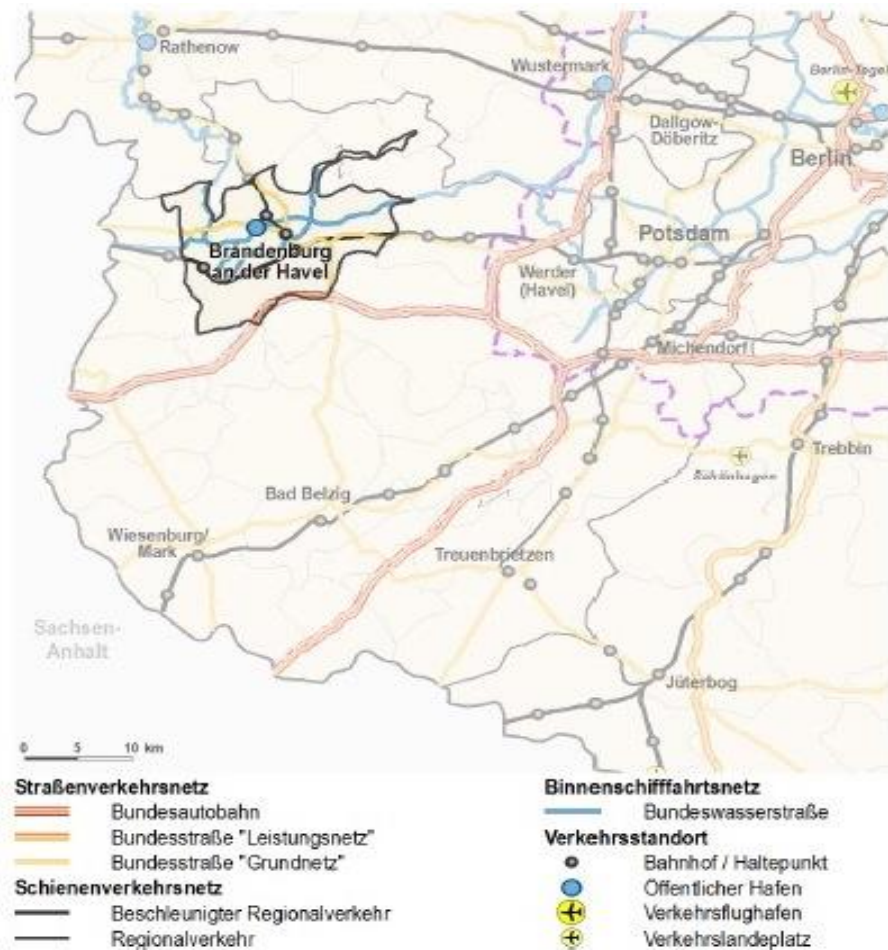 Rathenow
Wustermark
Berlin-Tegel
Dallgow-
Döberitz
Berlin
Brandenburg
an der Havel
Potsdam
Werder
(Havel)
Michendorf
Trebbin
Schönhagen
Bad Belzig
Wiesenburg/
Mark
Treuenbrietzen
Sachsen-
Anhalt
Jüterbog
0 5 10 km
Straßenverkehrsnetz
Bundesautobahn
Bundesstraße "Leistungsnetz"
Bundesstraße "Grundnetz"
Schienenverkehrsnetz
Beschleunigter Regionalverkehr
Regionalverkehr
Binnenschifffahrtsnetz
Bundeswasserstraße
Verkehrsstandort
Bahnhof / Haltepunkt
Öffentlicher Hafen
Verkehrsflughafen
Verkehrslandeplatz